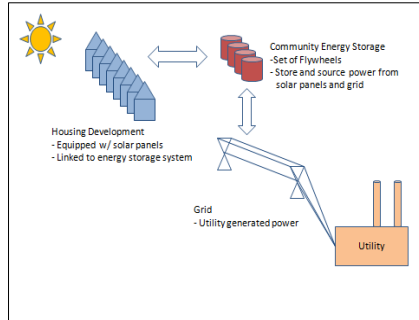 Community Energy Storage
-Set of Flywheels
- Store and source power from
solar panels and grid
Housing Development
- Equipped w/ solar panels
- Linked to energy storage system
Grid
- Utility generated power
Utility